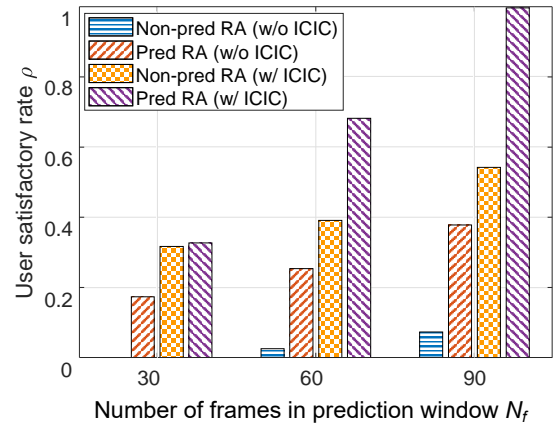 Non-pred RA (w/o ICIC)
Pred RA (w/o ICIC)
Non-pred RA (w/ ICIC)
Pred RA (w/ ICIC)
User satisfactory rate ρ
1
0.8
0.6
0.4
0.2
0
30
60
90
Number of frames in prediction window N_f